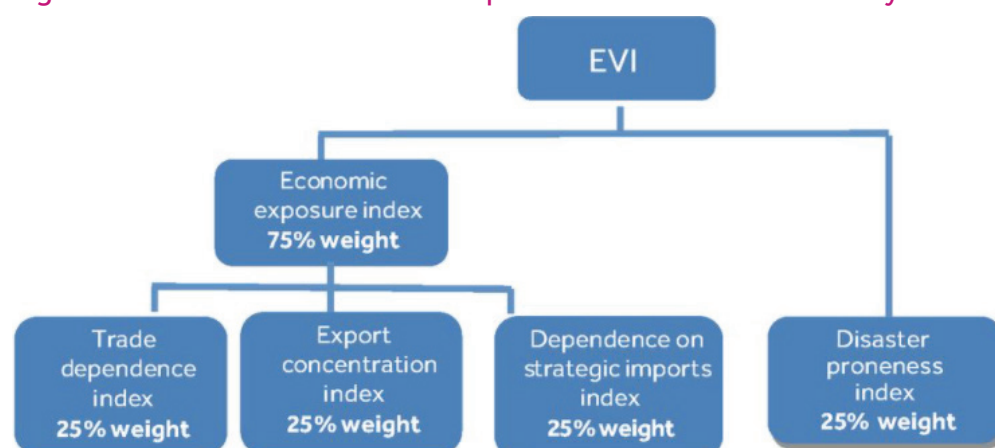 EVI
Economic
exposure index
75% weight
Trade
dependence
index
25% weight
Export
concentration
index
25% weight
Dependence on
strategic imports
index
25% weight
Disaster
proneness
index
25% weight